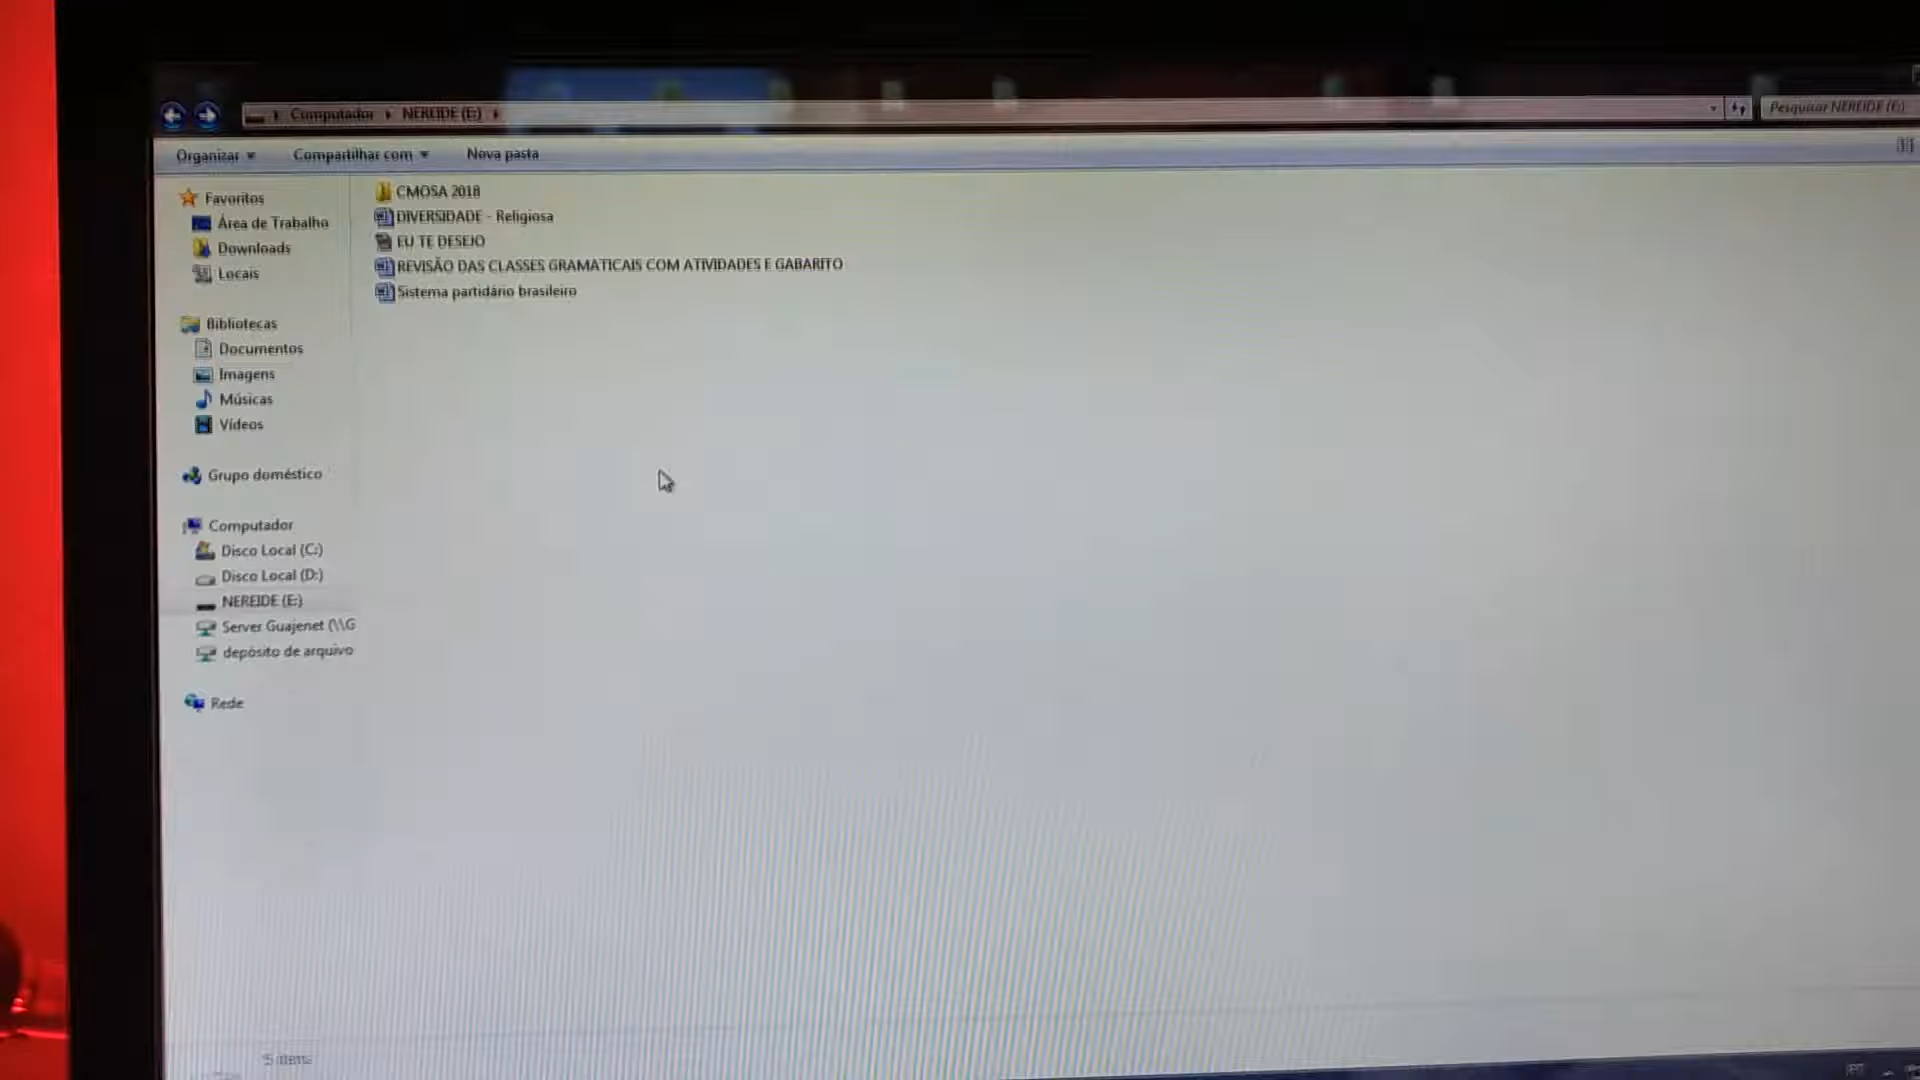 Computador NEREIDE (E:)
Pesquisar NEREIDE (E:)
Organizar Compartilhar com Nova pasta
Favoritos
Área de Trabalho
Downloads
Locais
Bibliotecas
Documentos
Imagens
Músicas
Vídeos
Grupo doméstico
Computador
Disco Local (C:)
Disco Local (D:)
NEREIDE (E:)
Server Guajenet (\\G
depósito de arquivo
Rede
CMOSA 2018
DIVERSIDADE - Religiosa
EU TE DESEJO
REVISÃO DAS CLASSES GRAMATICAIS COM ATIVIDADES E GABARITO
Sistema partidário brasileiro
5 itens
PT